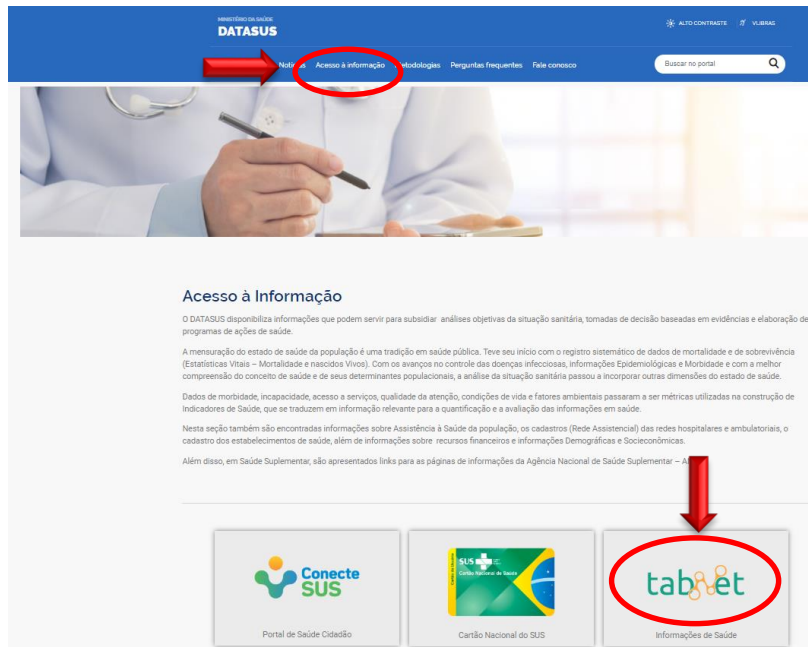 MINISTÉRIO DA SAÚDE
DATASUS
ALTO CONTRASTE VLIBRAS
Acesso à informação Perguntas frequentes Fale conosco
Buscar no portal
Acesso à Informação
O DATASUS disponibiliza informações que podem servir para subsidiar análises objetivas da situação sanitária, tomadas de decisão baseadas em evidências e elaboração de
programas de ações de saúde.
A mensuração do estado de saúde da população é uma tradição em saúde pública. Teve seu início com o registro sistemático de dados de mortalidade e de sobrevivência
(Estatísticas Vitais – Mortalidade e nascidos Vivos). Com os avanços no controle das doenças infecciosas, informações Epidemiológicas e Morbidade e com a melhor
compreensão do conceito de saúde e de seus determinantes populacionais, a análise da situação sanitária passou a incorporar outras dimensões do estado de saúde.
Dados de morbidade, incapacidade, acesso a serviços, qualidade da atenção, condições de vida e fatores ambientais passaram a ser métricas utilizadas na construção de
Indicadores de Saúde, que se traduzem em informação relevante para a quantificação e a avaliação das informações em saúde.
Nesta seção também são encontradas informações sobre Assistência à Saúde da população, os cadastros (Rede Assistencial) das redes hospitalares e ambulatoriais, o
cadastro dos estabelecimentos de saúde, além de informações sobre recursos financeiros e informações Demográficas e Socieconômicas.
Além disso, em Saúde Suplementar, são apresentados links para as páginas de informações da Agência Nacional de Saúde Suplementar –
Conecte
SUS
Portal de Saúde Cidadão
SUS
Cartão Nacional de Saúde
Cartão Nacional do SUS
tabnet
Informações de Saúde